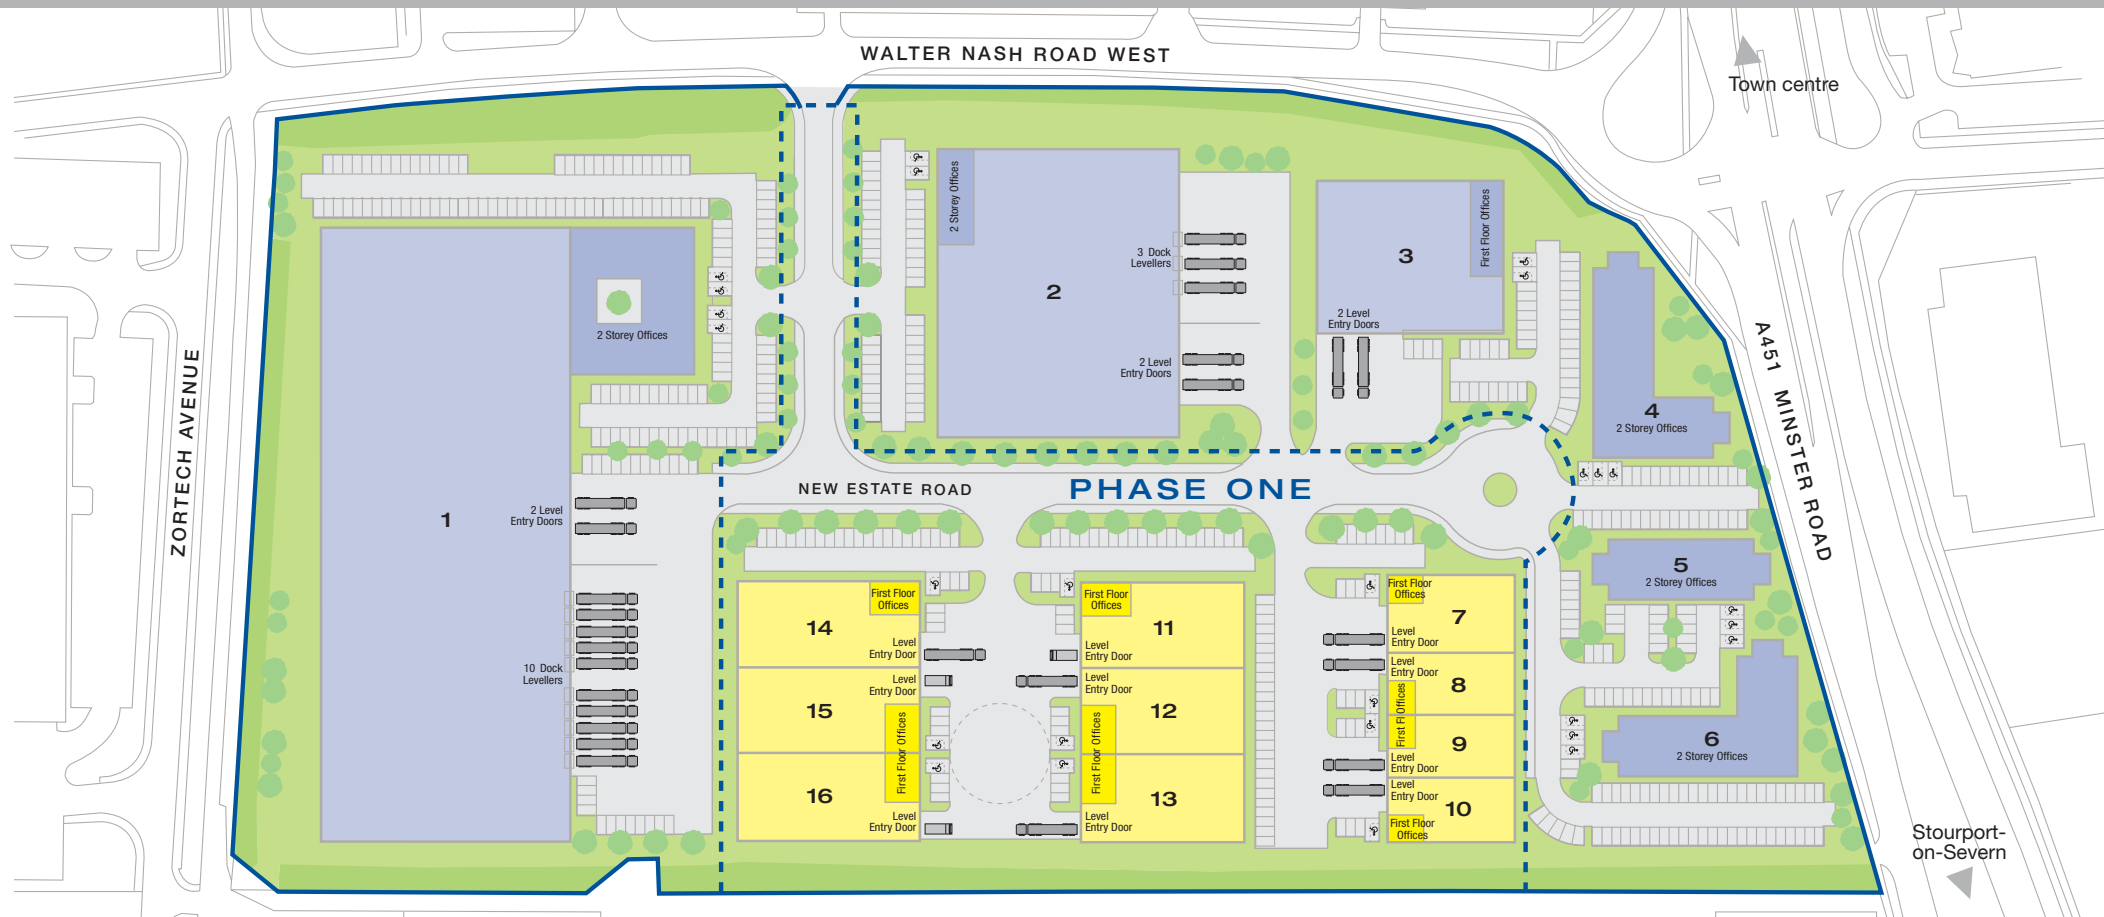 WALTER NASH ROAD WEST
Town centre
ZORTECH AVENUE
A451 MINSTER ROAD
Stourport-
on-Severn
NEW ESTATE ROAD
PHASE ONE
1
2 Storey Offices
2 Level
Entry Doors
10 Dock
Levellers
2
2 Storey Offices
3 Dock
Levellers
2 Level
Entry Doors
3
First Floor Offices
2 Level
Entry Doors
4
2 Storey Offices
5
2 Storey Offices
6
2 Storey Offices
First Floor
Offices
7
Level
Entry Door
Level
Entry Door
8
First Fl Offices
9
Level
Entry Door
Level
Entry Door
10
First Floor
Offices
First Floor
Offices
11
Level
Entry Door
Level
Entry Door
12
First Floor Offices
13
Level
Entry Door
First Floor
Offices
14
Level
Entry Door
Level
Entry Door
15
First Floor Offices
16
Level
Entry Door